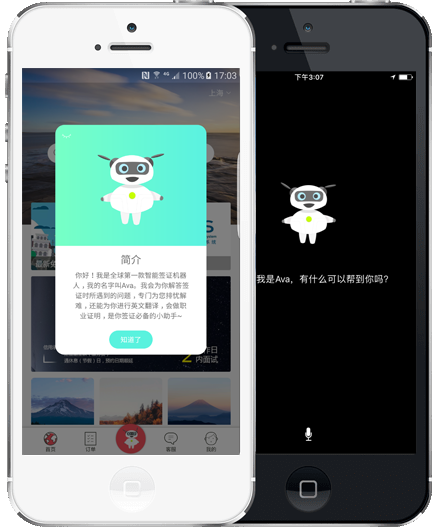 4G 100% 17:03
上海
简介
你好！我是全球第一款智能签证机器
人，我的名字叫Ava。我会为你解答签
证时所遇到的问题，专门为您排忧解
难，还能为你进行英文翻译，会做职
业证明，是你签证必备的小助手~
知道了
2 作日
内面试
首页
订单
客服
我的
下午3:07
我是Ava，有什么可以帮到你吗?